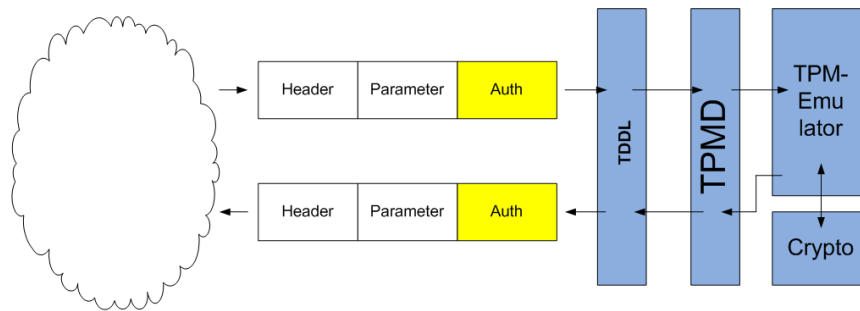 Header Parameter Auth
TDDL
TPMD
TPM-
Emu
lator
Header Parameter Auth
Crypto